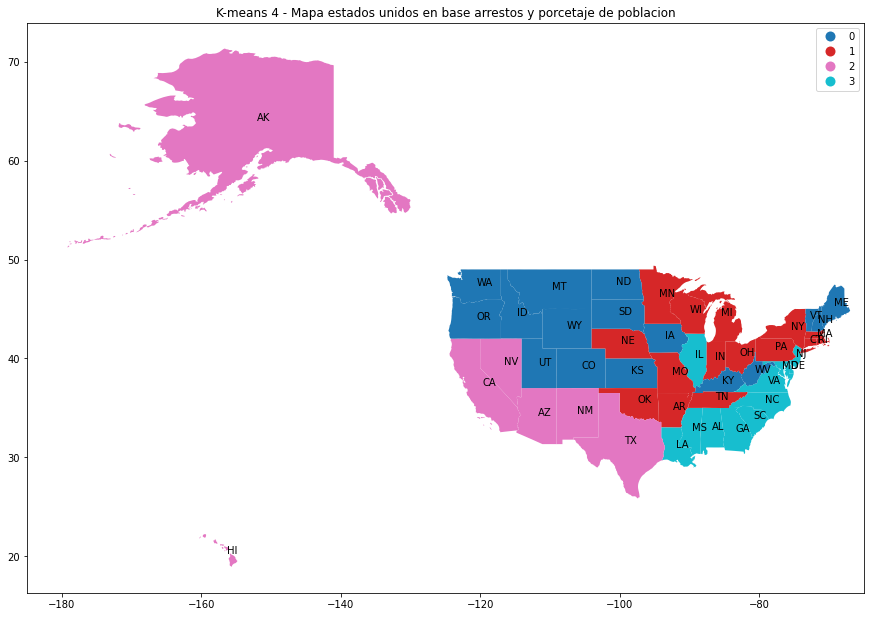 K-means 4 - Mapa estados unidos en base arrestos y porcetaje de poblacion
0
1
2
3
70
60
50
40
30
20
−180
−160
−140
−120
−100
−80
AK
HI
WA
MT
ND
MN
ME
OR
ID
SD
WI
MI
VT
NH
WY
NY
MA
NE
IA
CT
RI
NV
UT
CO
KS
IL
IN
OH
PA
NJ
CA
MO
KY
WV
MD
DE
VA
AZ
NM
OK
AR
TN
NC
TX
LA
MS
AL
GA
SC